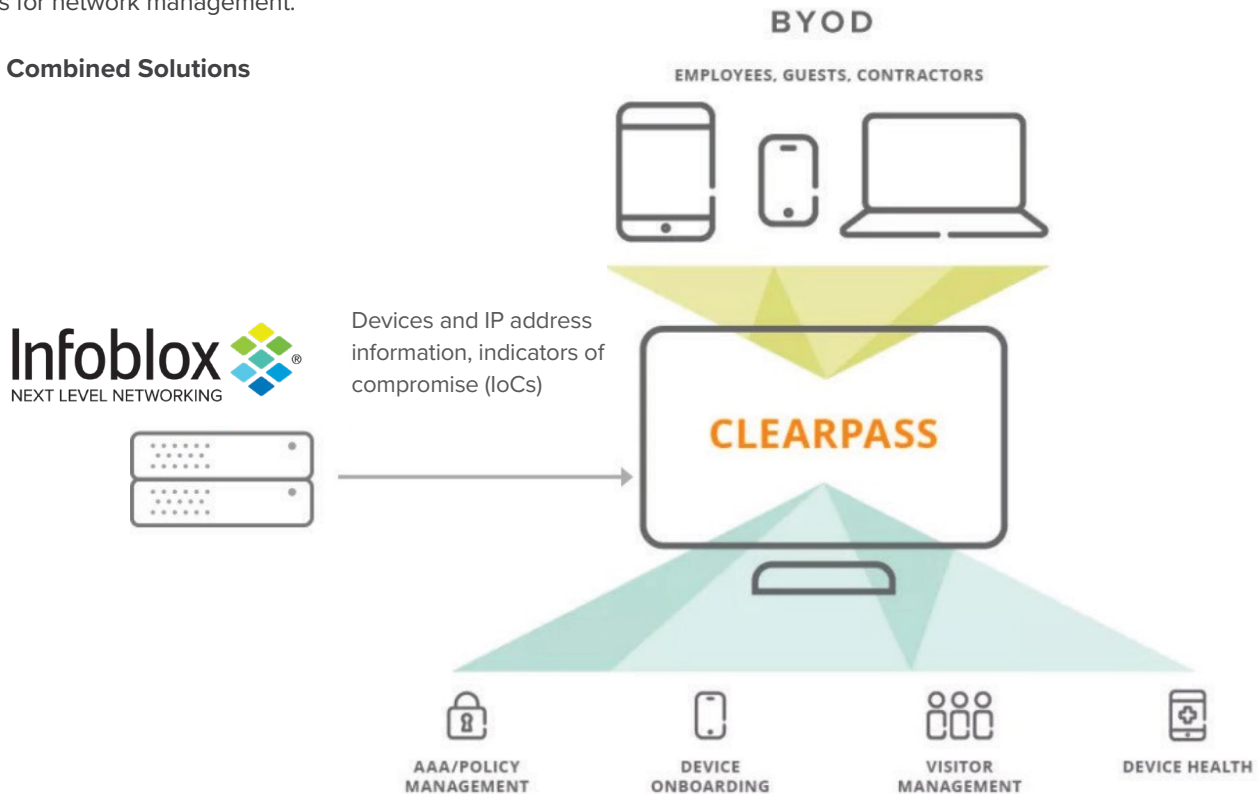 s for network management.
Combined Solutions
BYOD
EMPLOYEES, GUESTS, CONTRACTORS
Infoblox ®
NEXT LEVEL NETWORKING
Devices and IP address
information, indicators of
compromise (IoCs)
CLEARPASS
AAA/POLICY
MANAGEMENT
DEVICE
ONBOARDING
VISITOR
MANAGEMENT
DEVICE HEALTH